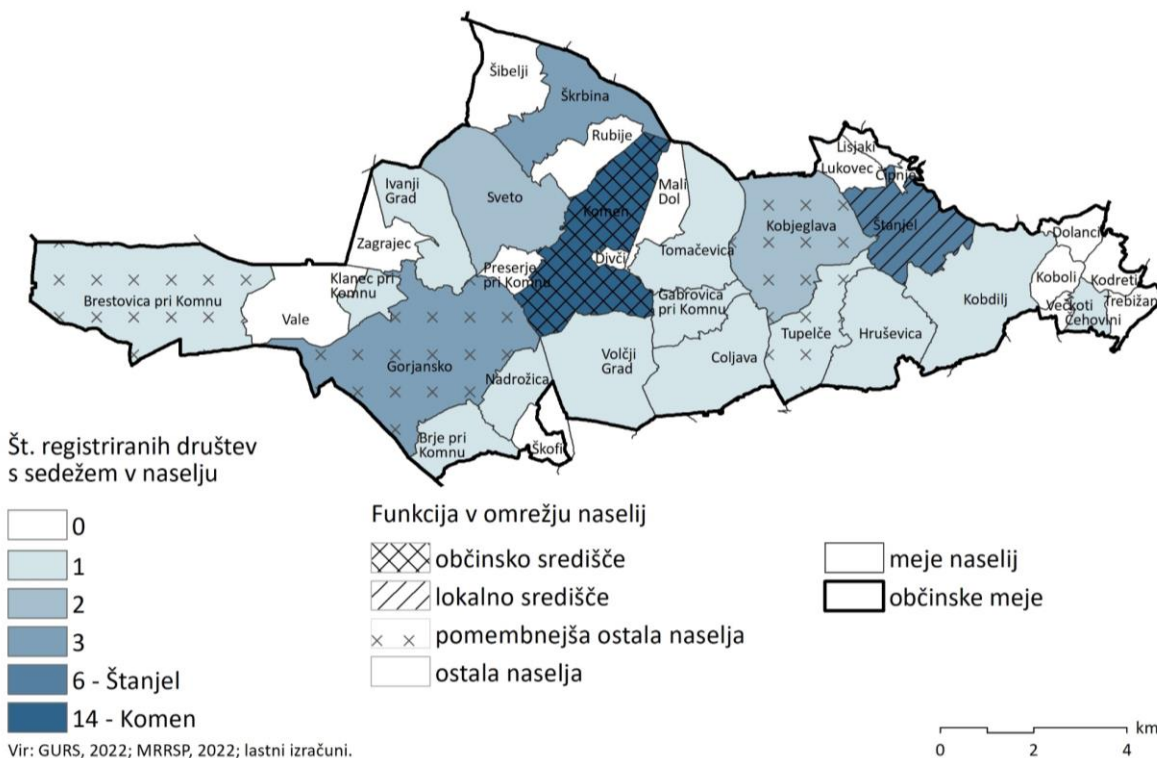 Šibelji
Škrbina
Rubije
Lisjaki
Lukovec
Čipnje
Ivanji
Grad
Sveto
Komen
Mali
Dol
Kobjeglava
Štanjel
Zagrajec
Dolanci
Tomačevica
Preserje
pri Komnu
Divči
Brestovica pri Komnu
Klanec pri
Komnu
Vale
Gabrovica
pri Komnu
Kobdilj
Koboli
Kodreti
Večkoti
Trebižani
Čehovini
Tupelče
Hruševica
Gorjansko
Nadrožica
Volčji
Grad
Coljava
Brje pri
Komnu
Škofi
Št. registriranih društev
s sedežem v naselju
0
1
2
3
6 - Štanjel
14 - Komen
Funkcija v omrežju naselij
občinsko središče
lokalno središče
pomembnejša ostala naselja
ostala naselja
meje naselij
občinske meje
Vir: GURS, 2022; MRRSP, 2022; lastni izračuni.
km
0 2 4